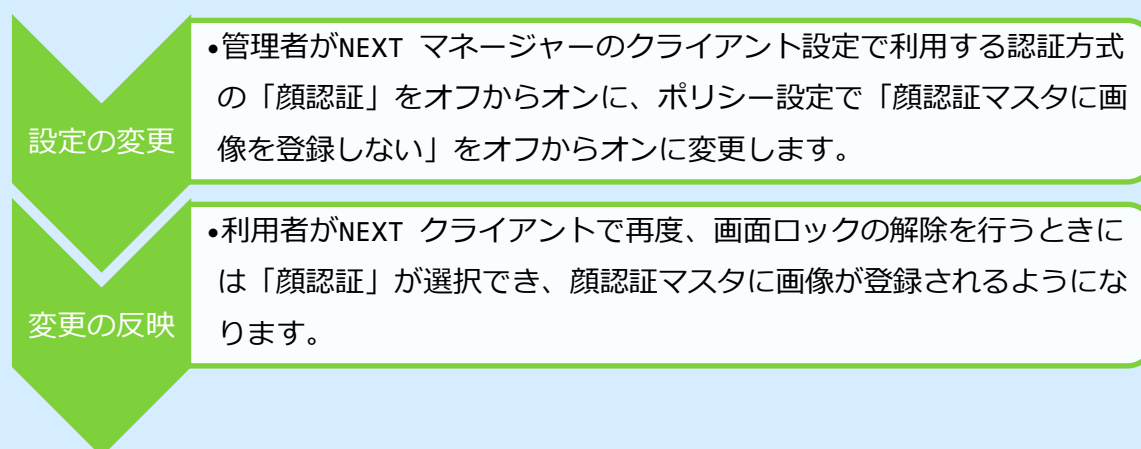 設定の変更
•管理者がNEXT マネージャーのクライアント設定で利用する認証方式
の「顔認証」をオフからオンに、ポリシー設定で「顔認証マスタに画
像を登録しない」をオフからオンに変更します。
変更の反映
•利用者がNEXT クライアントで再度、画面ロックの解除を行うときに
は「顔認証」が選択でき、顔認証マスタに画像が登録されるようにな
ります。